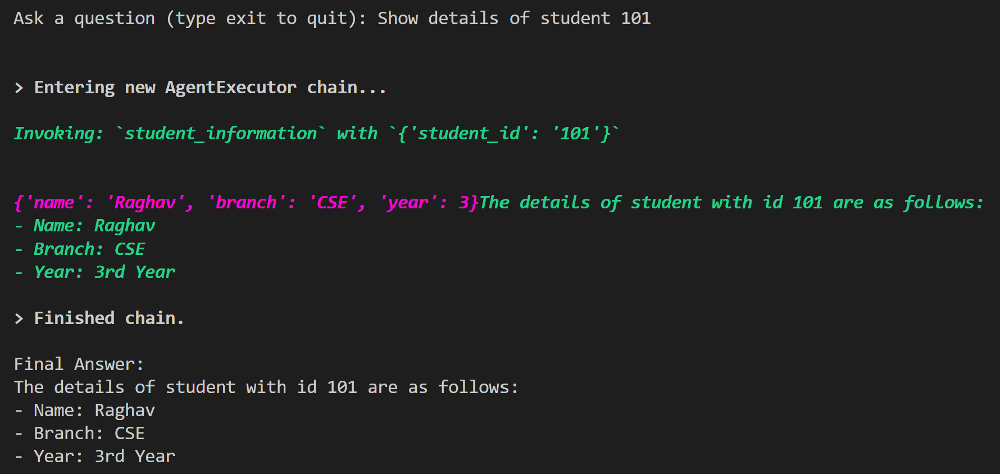 Ask a question (type exit to quit): Show details of student 101
> Entering new AgentExecutor chain...
Invoking: `student_information` with `{'student_id': '101'}`
{'name': 'Raghav', 'branch': 'CSE', 'year': 3}The details of student with id 101 are as follows:
- Name: Raghav
- Branch: CSE
- Year: 3rd Year
> Finished chain.
Final Answer:
The details of student with id 101 are as follows:
- Name: Raghav
- Branch: CSE
- Year: 3rd Year